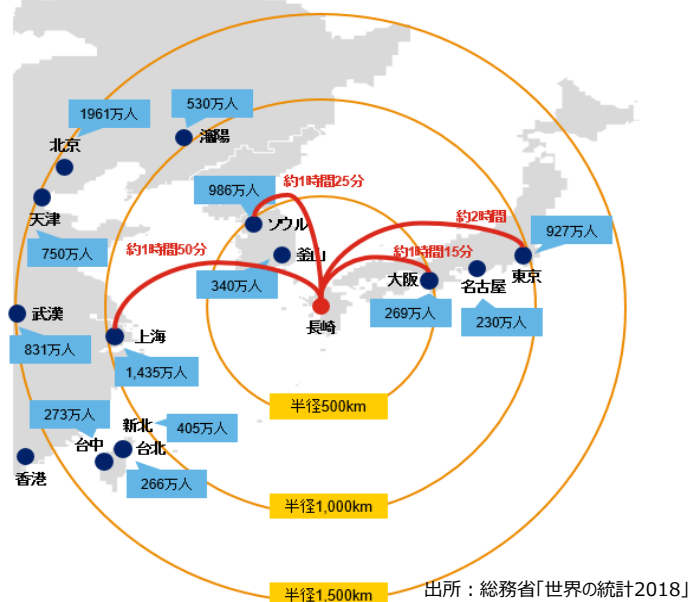 1961万人
530万人
北京
瀋陽
986万人
約1時間25分
天津
ソウル
約2時間
927万人
750万人
約1時間50分
釜山
約1時間15分
340万人
大阪
名古屋
東京
武漢
長崎
269万人
230万人
831万人
上海
1,435万人
半径500km
273万人
新北
405万人
台中
台北
香港
266万人
半径1,000km
半径1,500km
出所：総務省「世界の統計2018」